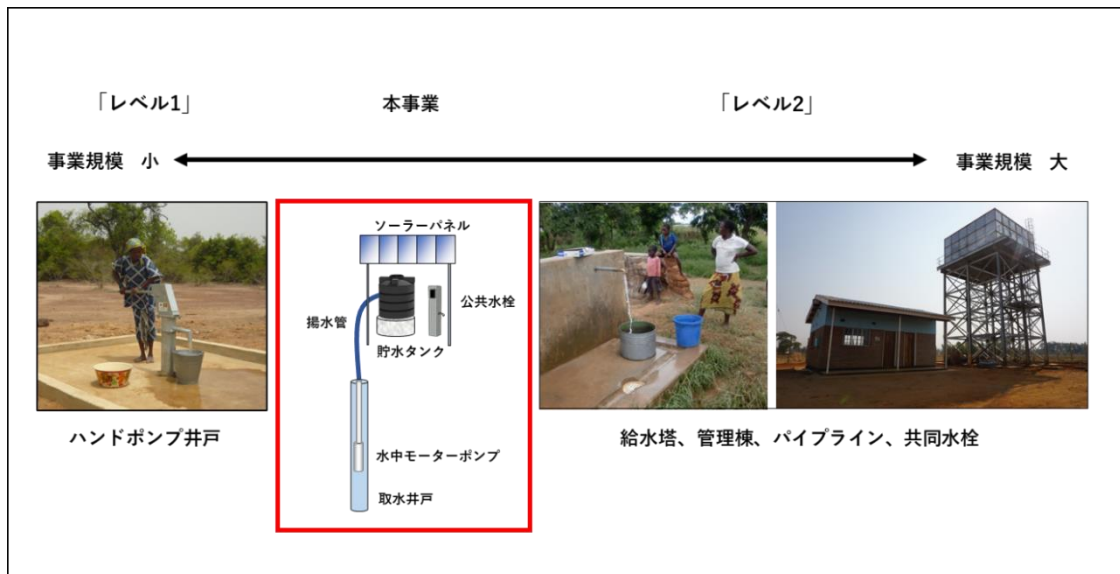 「レベル1」
本事業
「レベル2」
事業規模 小
事業規模 大
ソーラーパネル
公共水栓
揚水管
貯水タンク
水中モーターポンプ
取水井戸
ハンドポンプ井戸
給水塔、管理棟、パイプライン、共同水栓